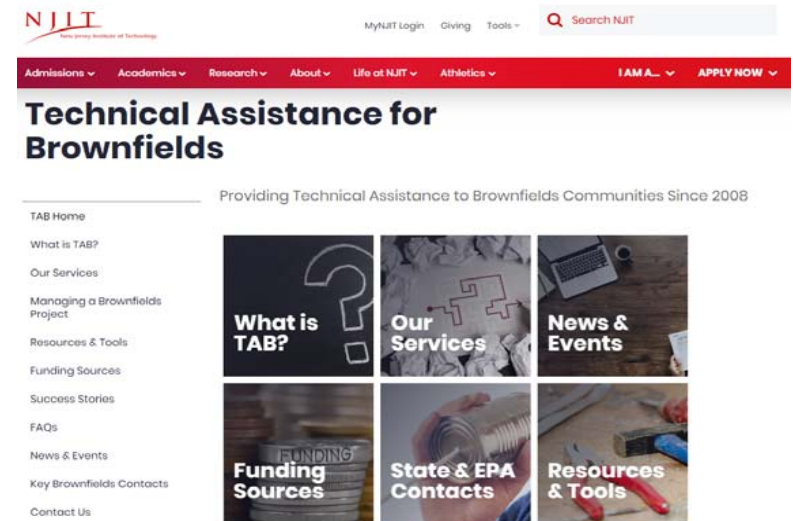 NJIT
New Jersey Institute of Technology
MyNJIT Login Giving Tools
Search NJIT
Admissions Academics Research About Life at NJIT Athletics I AM A... APPLY NOW
Technical Assistance for
Brownfields
Providing Technical Assistance to Brownfields Communities Since 2008
TAB Home
What is TAB?
Our Services
Managing a Brownfields
Project
Resources & Tools
Funding Sources
Success Stories
FAQs
News & Events
Key Brownfields Contacts
Contact Us
What is
TAB?
Our
Services
News &
Events
FUNDING
Funding
Sources
State & EPA
Contacts
Resources
& Tools